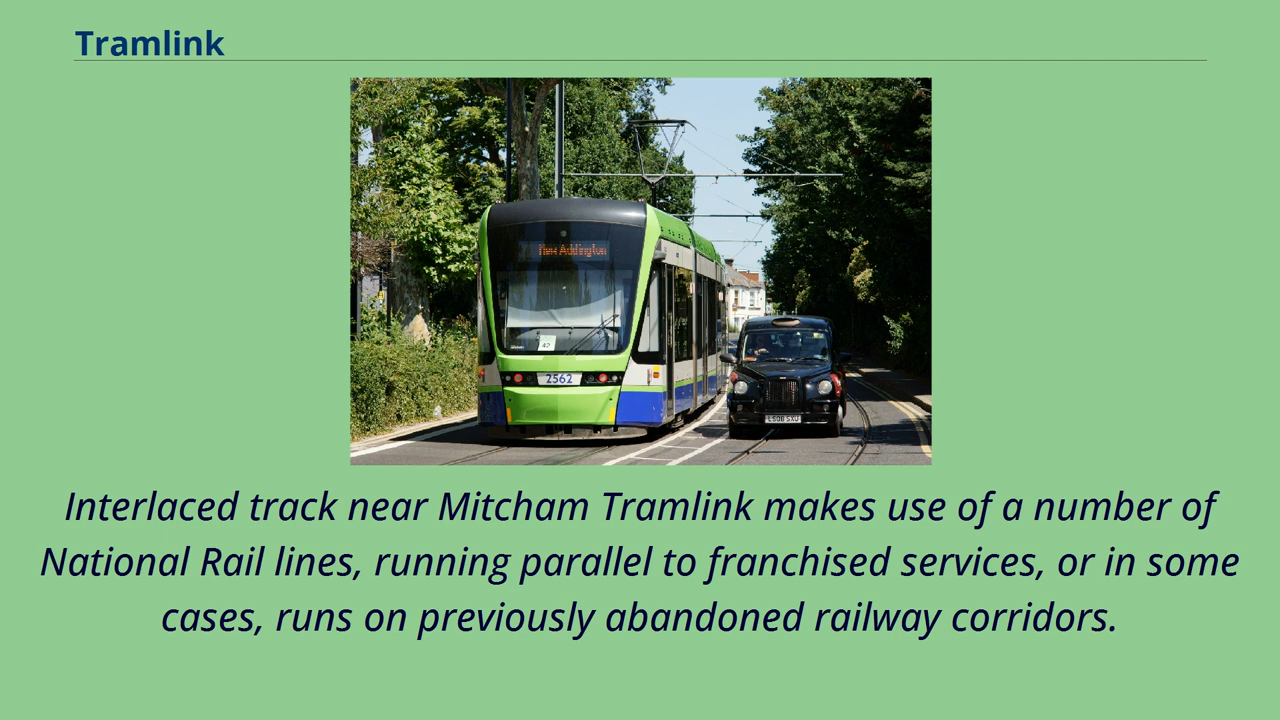 Tramlink
New Addington
42
2562
Interlaced track near Mitcham Tramlink makes use of a number of
National Rail lines, running parallel to franchised services, or in some
cases, runs on previously abandoned railway corridors.